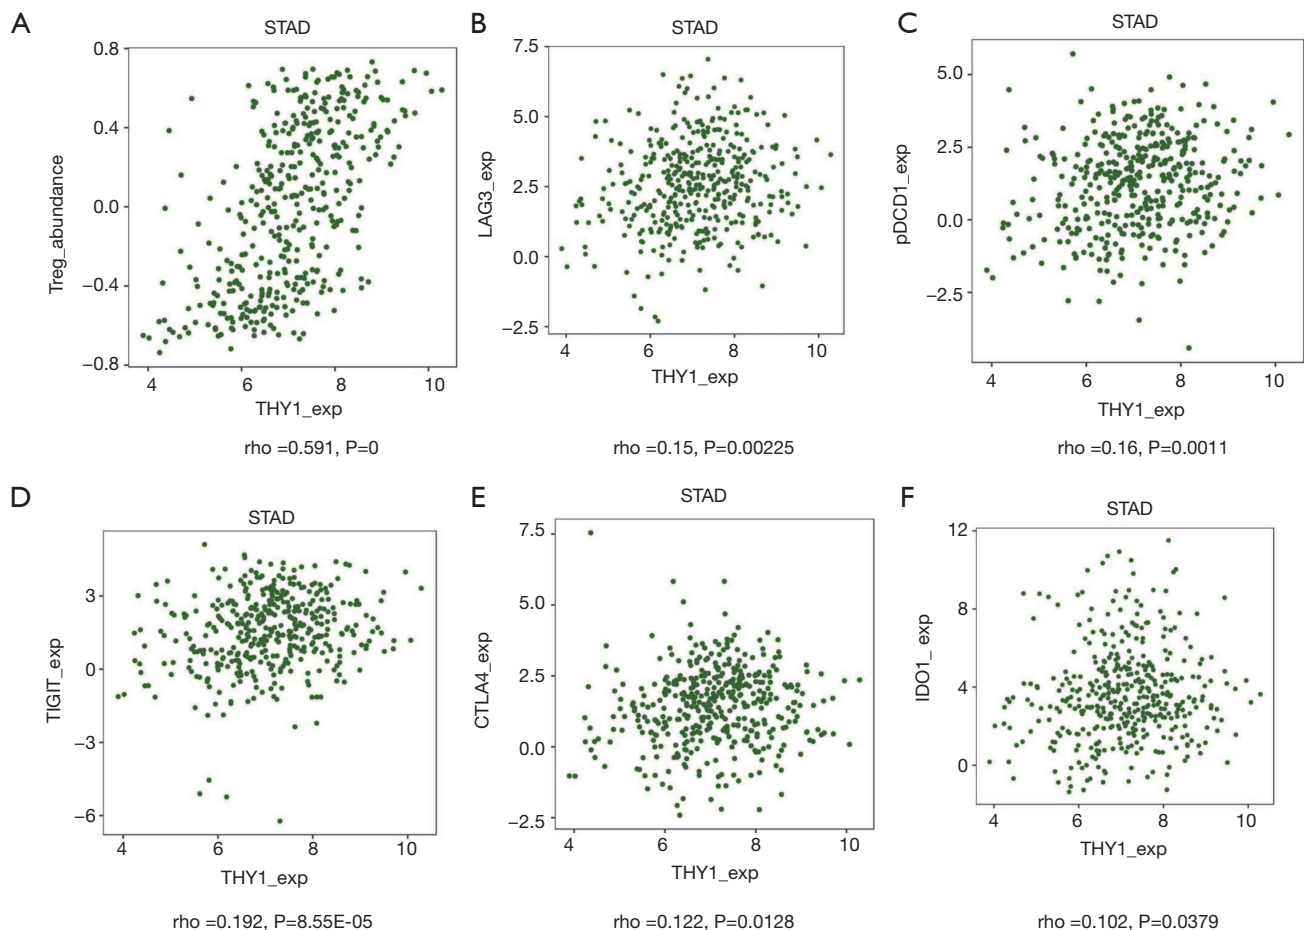 A
STAD
0.8
0.4
0.0
−0.4
−0.8
Treg_abundance
4
6
8
10
THY1_exp
rho =0.591, P=0
B
STAD
7.5
5.0
2.5
0.0
−2.5
LAG3_exp
4
6
8
10
THY1_exp
rho =0.15, P=0.00225
C
STAD
5.0
2.5
0.0
−2.5
pDCD1_exp
4
6
8
10
THY1_exp
rho =0.16, P=0.0011
D
STAD
3
0
−3
−6
TIGIT_exp
4
6
8
10
THY1_exp
rho =0.192, P=8.55E-05
E
STAD
7.5
5.0
2.5
0.0
−2.5
CTLA4_exp
4
6
8
10
THY1_exp
rho =0.122, P=0.0128
F
STAD
12
8
4
0
IDO1_ exp
4
6
8
10
THY1_exp
rho =0.102, P=0.0379